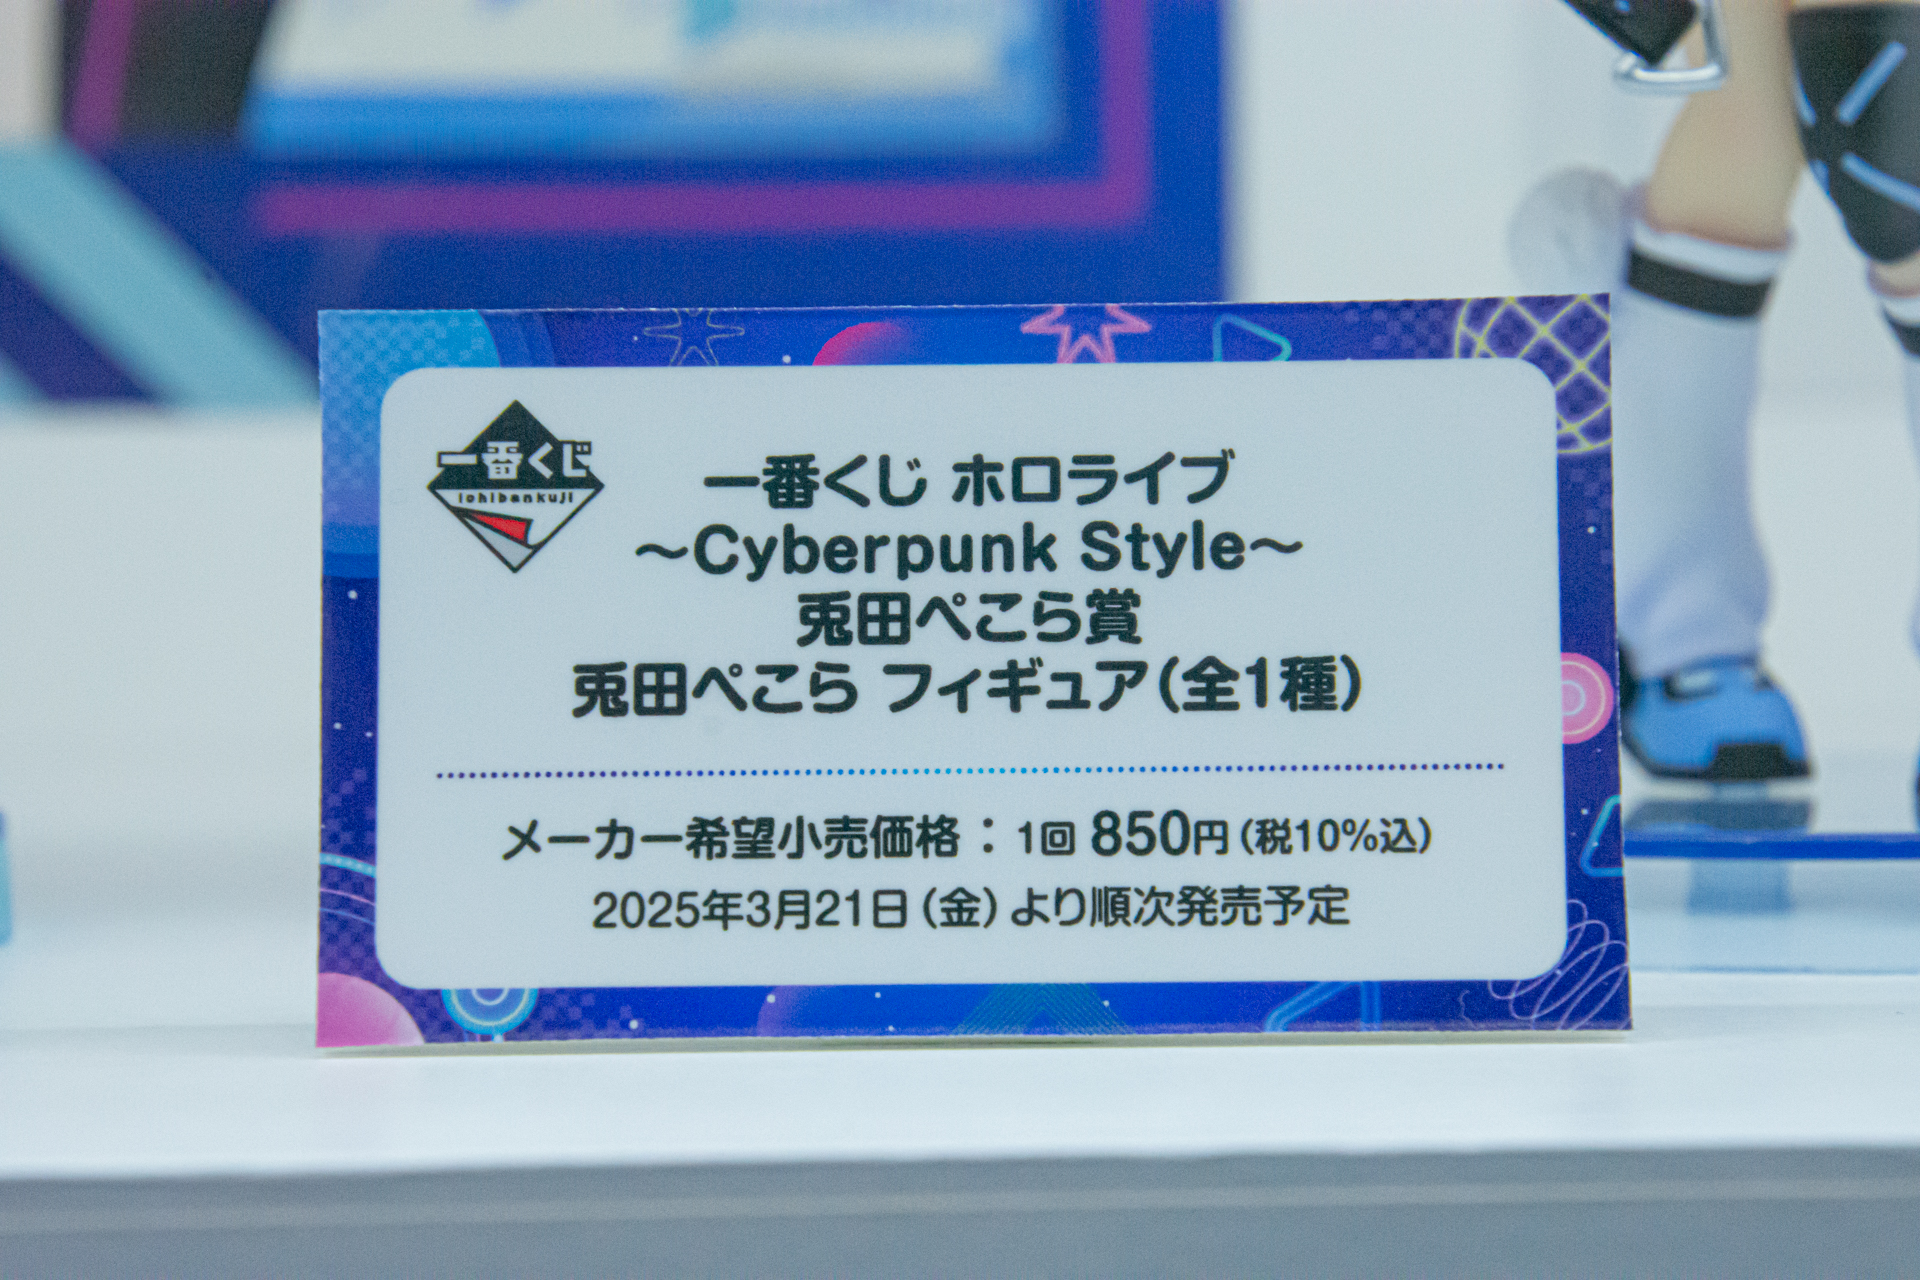 一番くじ
Ichibankuji
一番くじ ホロライブ
～Cyberpunk Style～
兎田ぺこら賞
兎田ぺこら フィギュア(全1種)
メーカー希望小売価格：1回 850円(税10%込)
2025年3月21日(金)より順次発売予定